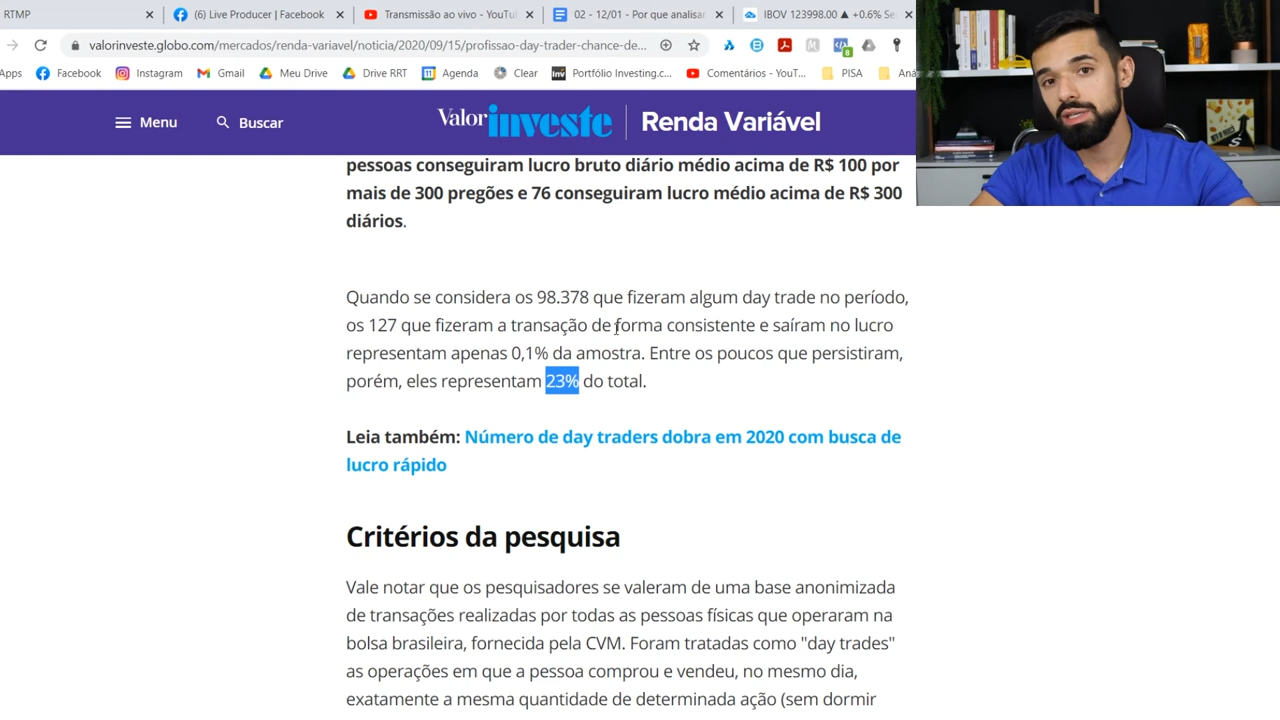 RTMP
(6) Live Producer | Facebook
Transmissão ao vivo - YouTu
02 - 12/01 - Por que analisar
IBOV 123998.00 ▲ +0.6% Se
valorinveste.globo.com/mercados/renda-variavel/noticia/2020/09/15/profissao-day-trader-chance-de...
Apps
Facebook
Instagram
Gmail
Meu Drive
Drive RRT
Agenda
Clear
Portfólio Investing.c...
Comentários - YouT...
PISA
Aná
Menu
Buscar
Valor investe
Renda Variável
pessoas conseguiram lucro bruto diário médio acima de R$ 100 por
mais de 300 pregões e 76 conseguiram lucro médio acima de R$ 300
diários.
Quando se considera os 98.378 que fizeram algum day trade no período,
os 127 que fizeram a transação de forma consistente e saíram no lucro
representam apenas 0,1% da amostra. Entre os poucos que persistiram,
porém, eles representam 23% do total.
Leia também: Número de day traders dobra em 2020 com busca de
lucro rápido
Critérios da pesquisa
Vale notar que os pesquisadores se valeram de uma base anonimizada
de transações realizadas por todas as pessoas físicas que operaram na
bolsa brasileira, fornecida pela CVM. Foram tratadas como "day trades"
as operações em que a pessoa comprou e vendeu, no mesmo dia,
exatamente a mesma quantidade de determinada ação (sem dormir